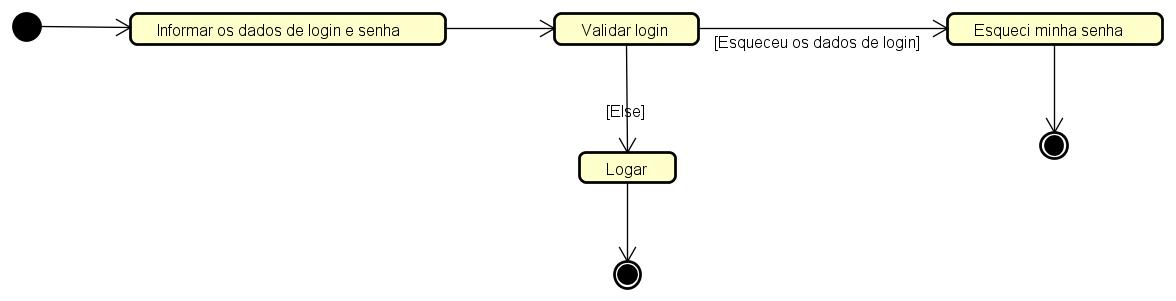 Informar os dados de login e senha
Validar login
[Esqueceu os dados de login]
Esqueci minha senha
[Else]
Logar